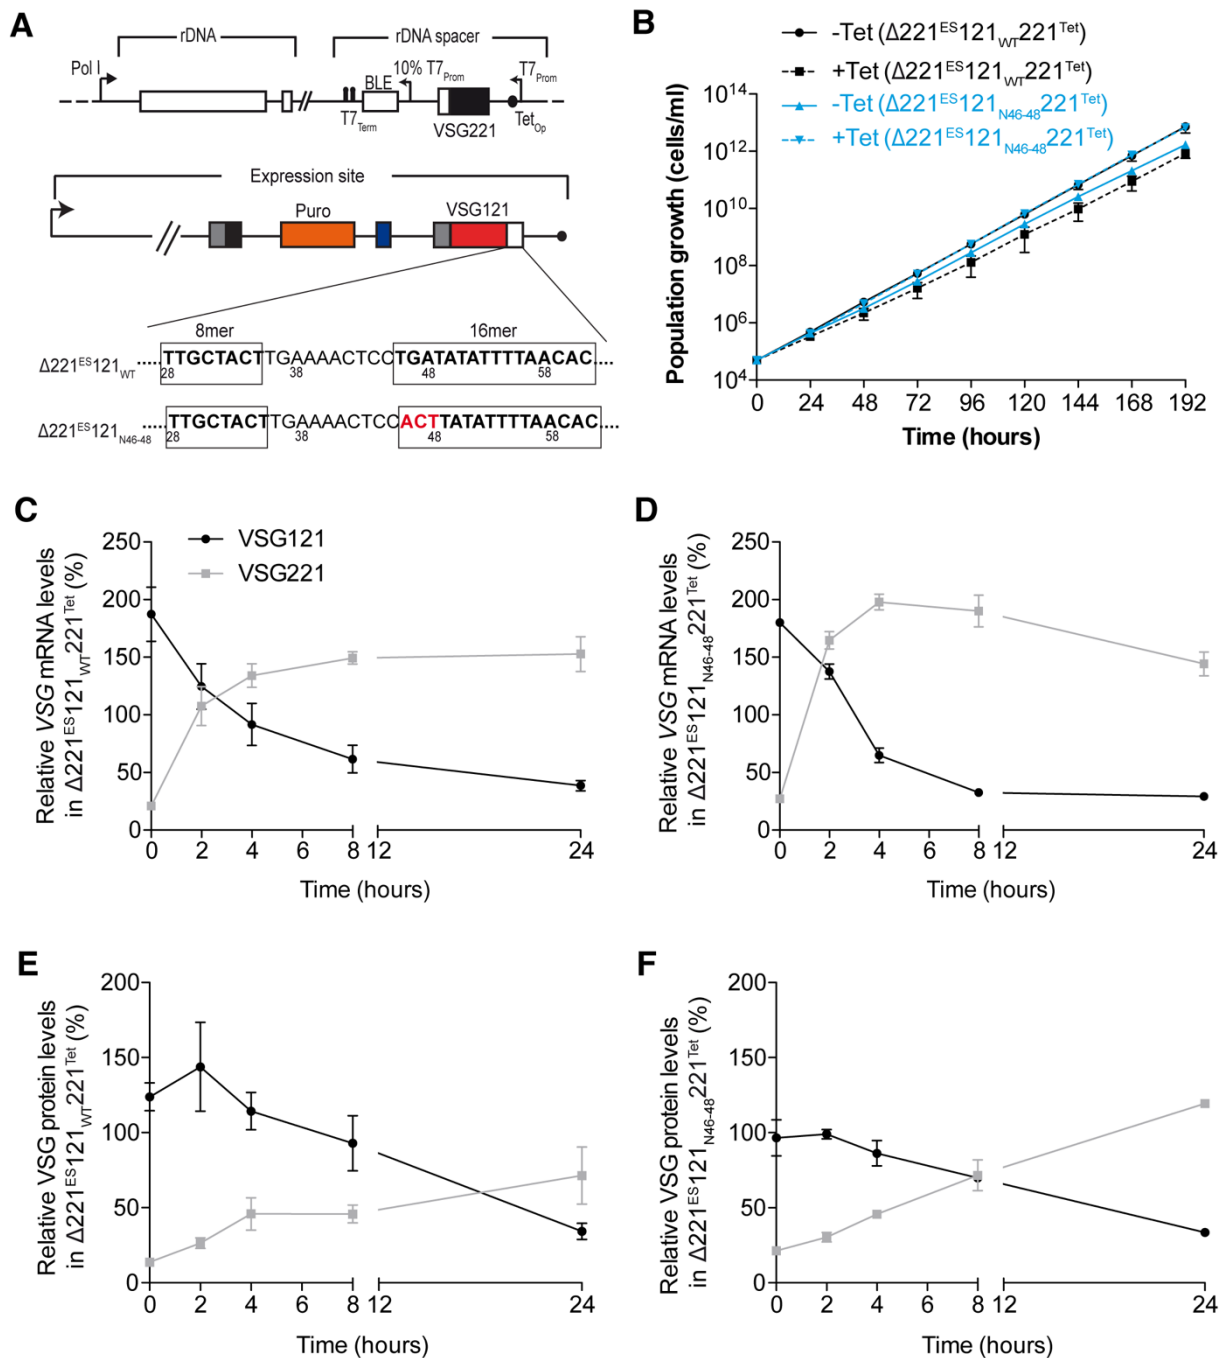 A
rDNA
rDNA spacer
Pol I
BLE
10% T7Prom
T7Prom
T7Term
VSG221
TetOp
Expression site
Puro
VSG121
8mer
16mer
Δ221ES121WT
.....TTGCTACTTGAAAACTCCTGATATATTTTAACAC....
28
38
48
58
Δ221ES121N46-48
....TTGCTACTTGAAAACTCCACTTATATTTTAACAC....
28
38
48
58
B
-Tet (Δ221ES121WT221Tet)
+Tet (Δ221ES121WT221Tet)
-Tet (Δ221ES121N46-48221Tet)
+Tet (Δ221ES121N46-48221Tet)
Population growth (cells/ml)
10^14
10^12
10^10
10^8
10^6
10^4
0 24 48 72 96 120 144 168 192
Time (hours)
C
VSG121
VSG221
Relative VSG mRNA levels
in Δ221ES121WT221Tet (%)
250
200
150
100
50
0
0 2 4 6 8 12 24
Time (hours)
D
Relative VSG mRNA levels
in Δ221ES121N46-48221Tet (%)
250
200
150
100
50
0
0 2 4 6 8 12 24
Time (hours)
E
Relative VSG protein levels
in Δ221ES121WT221Tet (%)
200
150
100
50
0
0 2 4 6 8 12 24
Time (hours)
F
Relative VSG protein levels
in Δ221ES121N46-48221Tet (%)
200
150
100
50
0
0 2 4 6 8 12 24
Time (hours)